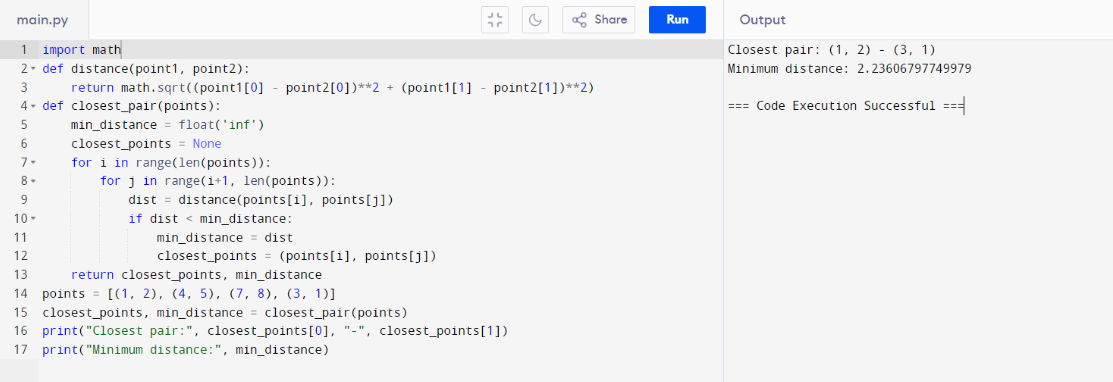 main.py
Share
Run
Output
1 import math
2 def distance(point1, point2):
3     return math.sqrt((point1[0] - point2[0])**2 + (point1[1] - point2[1])**2)
4 def closest_pair(points):
5     min_distance = float('inf')
6     closest_points = None
7     for i in range(len(points)):
8         for j in range(i+1, len(points)):
9             dist = distance(points[i], points[j])
10             if dist < min_distance:
11                 min_distance = dist
12                 closest_points = (points[i], points[j])
13     return closest_points, min_distance
14 points = [(1, 2), (4, 5), (7, 8), (3, 1)]
15 closest_points, min_distance = closest_pair(points)
16 print("Closest pair:", closest_points[0], "-", closest_points[1])
17 print("Minimum distance:", min_distance)
Closest pair: (1, 2) - (3, 1)
Minimum distance: 2.23606797749979
=== Code Execution Successful ===